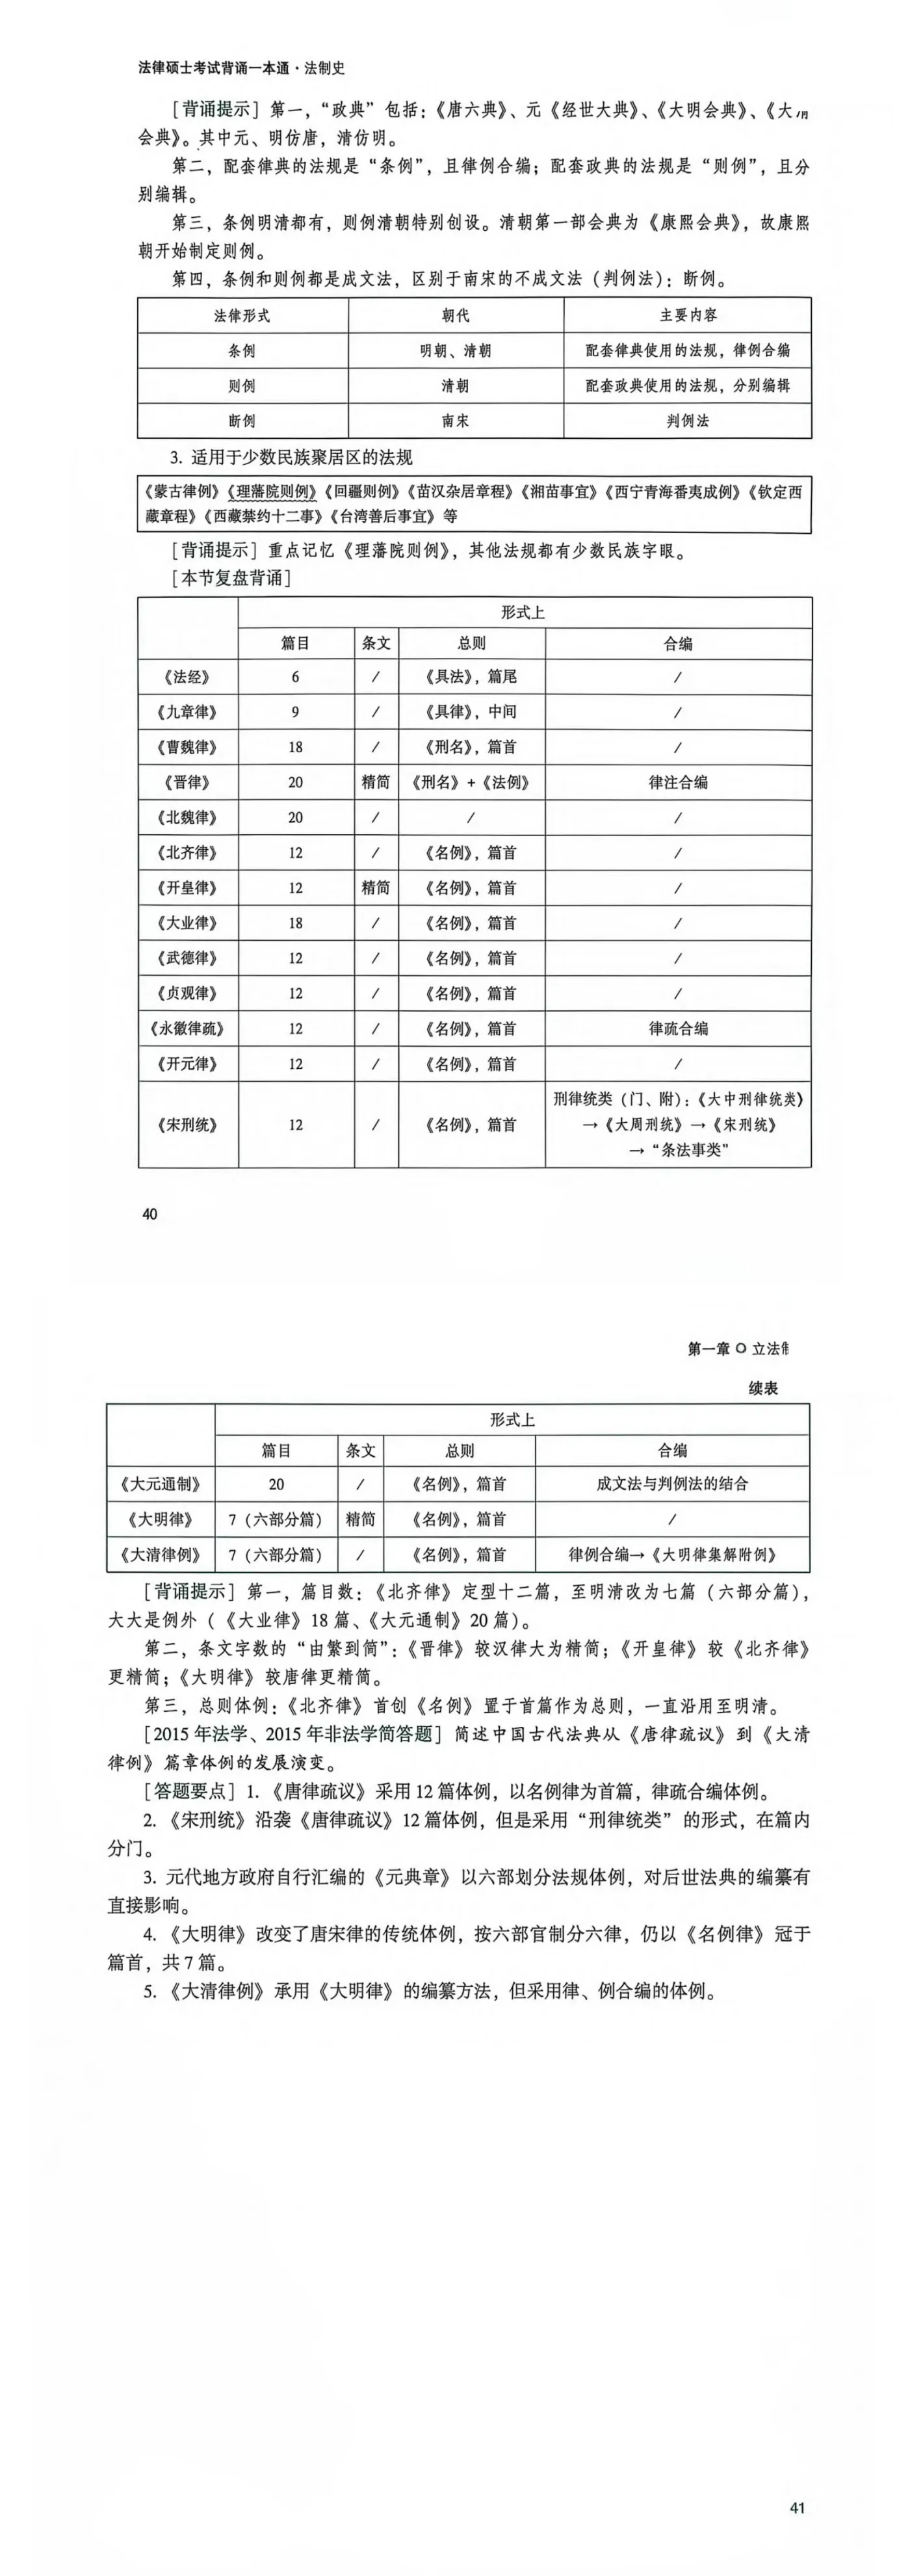 法律硕士考试背诵一本通·法制史
[背诵提示] 第一，“政典”包括：《唐六典》、元《经世大典》、《大明会典》、《大清
会典》。其中元、明仿唐，清仿明。
第二，配套律典的法规是“条例”，且律例合编；配套政典的法规是“则例”，且分
别编辑。
第三，条例明清都有，则例清朝特别创设。清朝第一部会典为《康熙会典》，故康熙
朝开始制定则例。
第四，条例和则例都是成文法，区别于南宋的不成文法（判例法）：断例。
法律形式 朝代 主要内容
条例 明朝、清朝 配套律典使用的法规，律例合编
则例 清朝 配套政典使用的法规，分别编辑
断例 南宋 判例法
3. 适用于少数民族聚居区的法规
《蒙古律例》《理藩院则例》《回疆则例》《苗汉杂居章程》《湘苗事宜》《西宁青海番夷成例》《钦定西
藏章程》《西藏禁约十二事》《台湾善后事宜》等
[背诵提示] 重点记忆《理藩院则例》，其他法规都有少数民族字眼。
[本节复盘背诵]
形式上
篇目 条文 总则 合编
《法经》 6 / 《具法》，篇尾 /
《九章律》 9 / 《具律》，中间 /
《曹魏律》 18 / 《刑名》，篇首 /
《晋律》 20 精简 《刑名》+《法例》 律注合编
《北魏律》 20 / / /
《北齐律》 12 / 《名例》，篇首 /
《开皇律》 12 精简 《名例》，篇首 /
《大业律》 18 / 《名例》，篇首 /
《武德律》 12 / 《名例》，篇首 /
《贞观律》 12 / 《名例》，篇首 /
《永徽律疏》 12 / 《名例》，篇首 律疏合编
《开元律》 12 / 《名例》，篇首 /
《宋刑统》 12 / 《名例》，篇首 刑律统类（门、附）：《大中刑律统类》
→《大周刑统》→《宋刑统》
→“条法事类”
40
第一章 ○ 立法制
续表
形式上
篇目 条文 总则 合编
《大元通制》 20 / 《名例》，篇首 成文法与判例法的结合
《大明律》 7（六部分篇） 精简 《名例》，篇首 /
《大清律例》 7（六部分篇） / 《名例》，篇首 律例合编→《大明律集解附例》
[背诵提示] 第一，篇目数：《北齐律》定型十二篇，至明清改为七篇（六部分篇），
大大是例外（《大业律》18 篇、《大元通制》20 篇）。
第二，条文字数的“由繁到简”：《晋律》较汉律大为精简；《开皇律》较《北齐律》
更精简；《大明律》较唐律更精简。
第三，总则体例：《北齐律》首创《名例》置于首篇作为总则，一直沿用至明清。
[2015 年法学、2015 年非法学简答题] 简述中国古代法典从《唐律疏议》到《大清
律例》篇章体例的发展演变。
[答题要点] 1. 《唐律疏议》采用 12 篇体例，以名例律为首篇，律疏合编体例。
2. 《宋刑统》沿袭《唐律疏议》12 篇体例，但是采用“刑律统类”的形式，在篇内
分门。
3. 元代地方政府自行汇编的《元典章》以六部划分法规体例，对后世法典的编纂有
直接影响。
4. 《大明律》改变了唐宋律的传统体例，按六部官制分六律，仍以《名例律》冠于
篇首，共 7 篇。
5. 《大清律例》承用《大明律》的编纂方法，但采用律、例合编的体例。
41